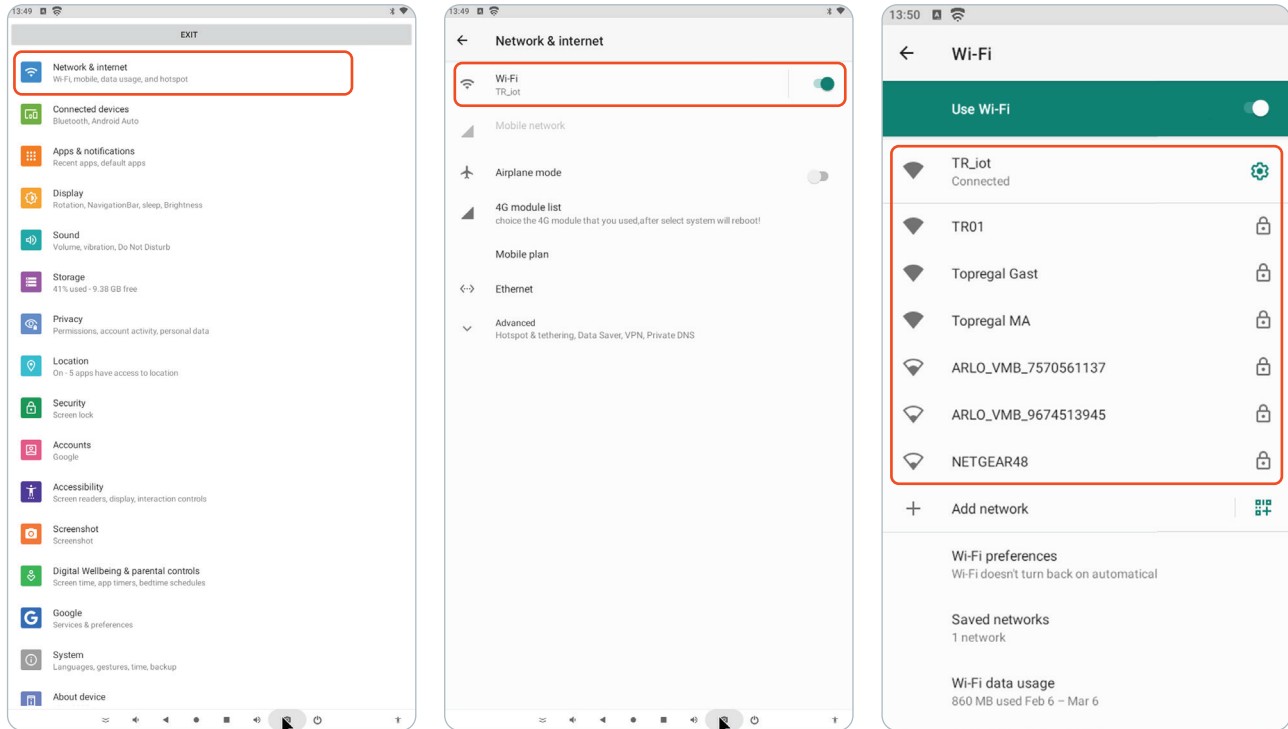 13:49
EXIT
Network & internet
Wi-Fi, mobile, data usage, and hotspot
Connected devices
Bluetooth, Android Auto
Apps & notifications
Recent apps, default apps
Display
Rotation, NavigationBar, sleep, Brightness
Sound
Volume, vibration, Do Not Disturb
Storage
41% used - 9.38 GB free
Privacy
Permissions, account activity, personal data
Location
On - 5 apps have access to location
Security
Screen lock
Accounts
Google
Accessibility
Screen readers, display, interaction controls
Screenshot
Screenshot
Digital Wellbeing & parental controls
Screen time, app timers, bedtime schedules
Google
Services & preferences
System
Languages, gestures, time, backup
About device
13:49
Network & internet
Wi-Fi
TR_iot
Mobile network
Airplane mode
4G module list
choice the 4G module that you used,after select system will reboot!
Mobile plan
Ethernet
Advanced
Hotspot & tethering, Data Saver, VPN, Private DNS
13:50
Wi-Fi
Use Wi-Fi
TR_iot
Connected
TR01
Topregal Gast
Topregal MA
ARLO_VMB_7570561137
ARLO_VMB_9674513945
NETGEAR48
Add network
Wi-Fi preferences
Wi-Fi doesn't turn back on automatical
Saved networks
1 network
Wi-Fi data usage
860 MB used Feb 6 – Mar 6